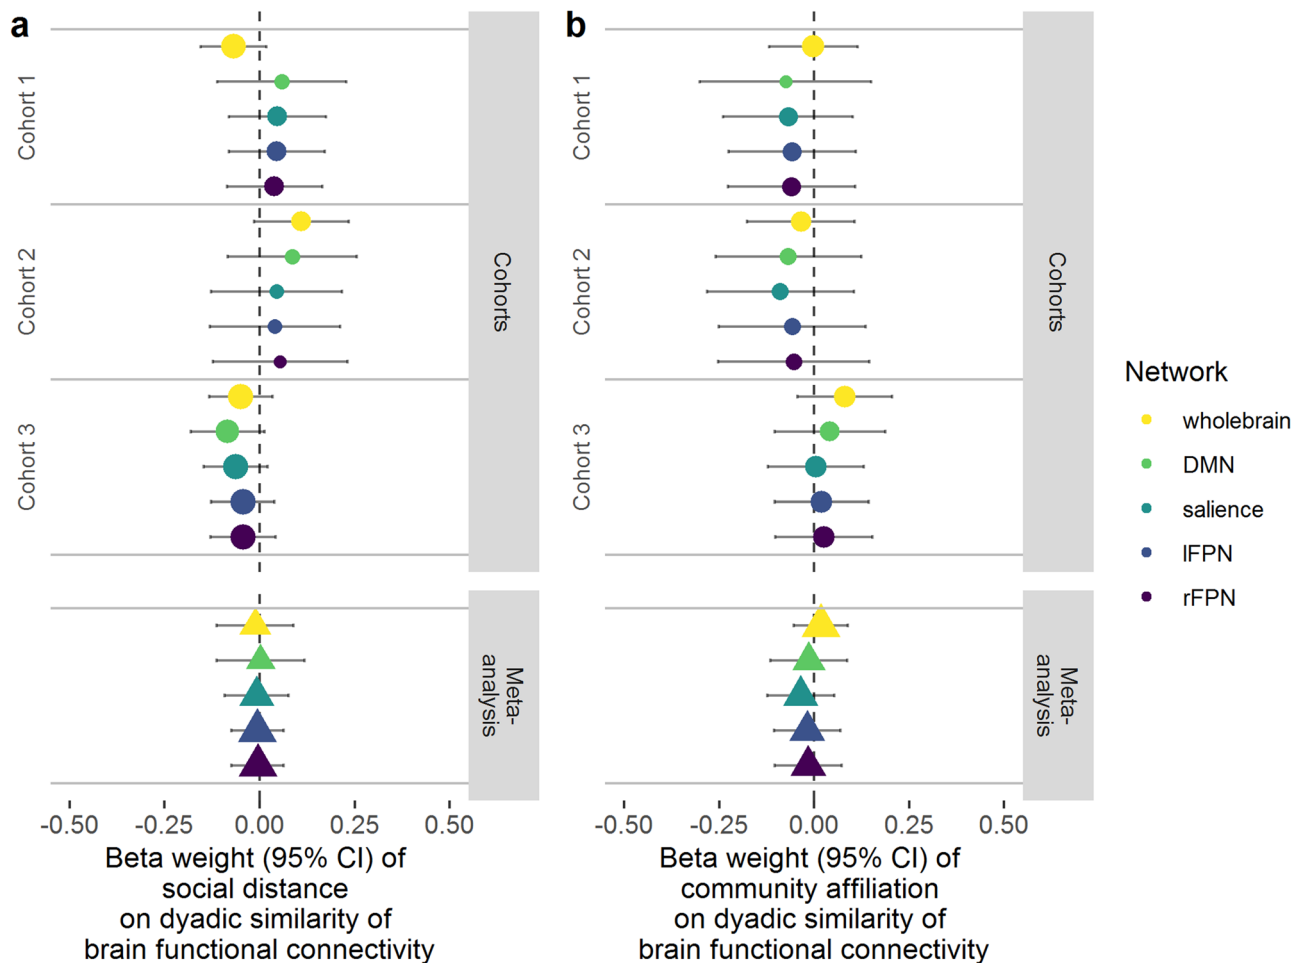 a
Cohort 1
Cohort 2
Cohort 3
Cohorts
Meta-
analysis
-0.50 -0.25 0.00 0.25 0.50
Beta weight (95% CI) of
social distance
on dyadic similarity of
brain functional connectivity
b
Cohort 1
Cohort 2
Cohort 3
Cohorts
Meta-
analysis
-0.50 -0.25 0.00 0.25 0.50
Beta weight (95% CI) of
community affiliation
on dyadic similarity of
brain functional connectivity
Network
wholebrain
DMN
salience
lFPN
rFPN